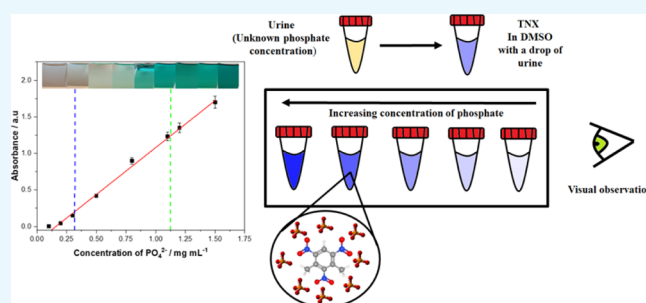 Urine
(Unknown phosphate
concentration)
TNX
In DMSO
with a drop of
urine
Increasing concentration of phosphate
Visual observation
Absorbance / a.u
2.0
1.5
1.0
0.5
0.0
0.00 0.25 0.50 0.75 1.00 1.25 1.50 1.75
Concentration of PO₄²⁻ / mg mL⁻¹